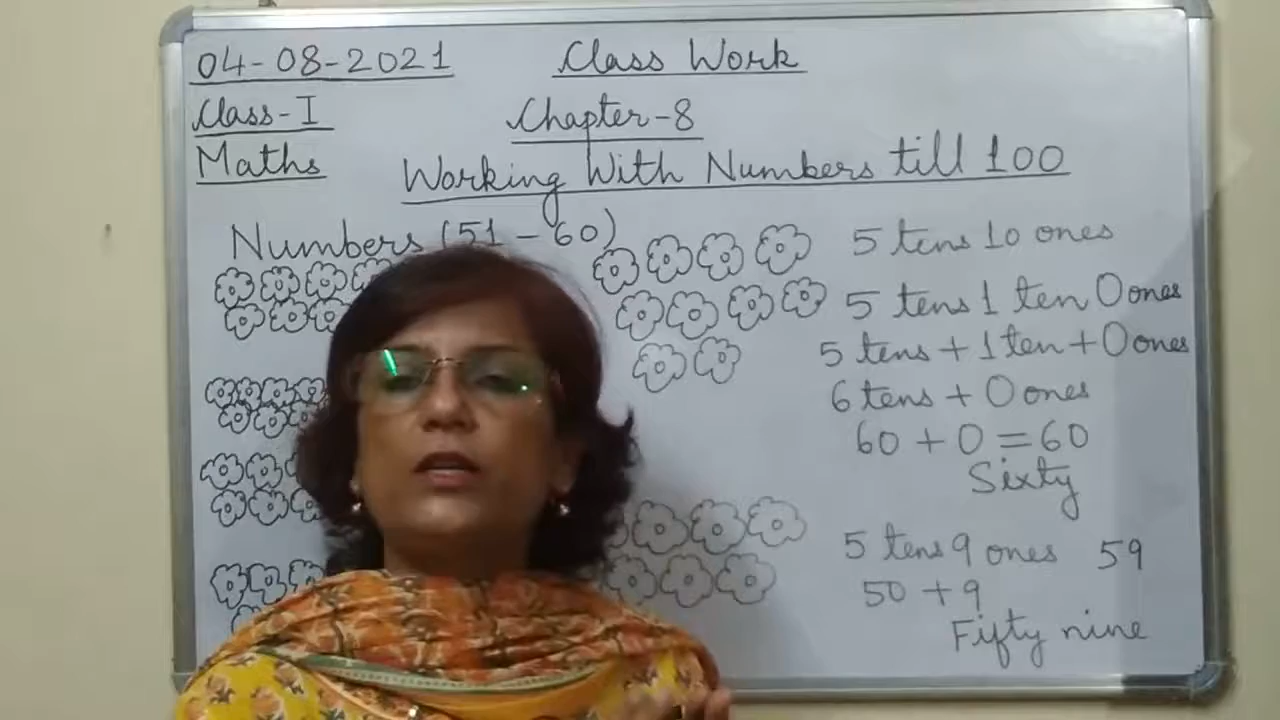 04-08-2021 Class Work
Class-I Chapter-8
Maths Working With Numbers till 100
Numbers (51-60)
5 tens 10 ones
5 tens 1 ten 0 ones
5 tens + 1 ten + 0 ones
6 tens + 0 ones
60 + 0 = 60
Sixty
5 tens 9 ones 59
50 + 9
Fifty nine